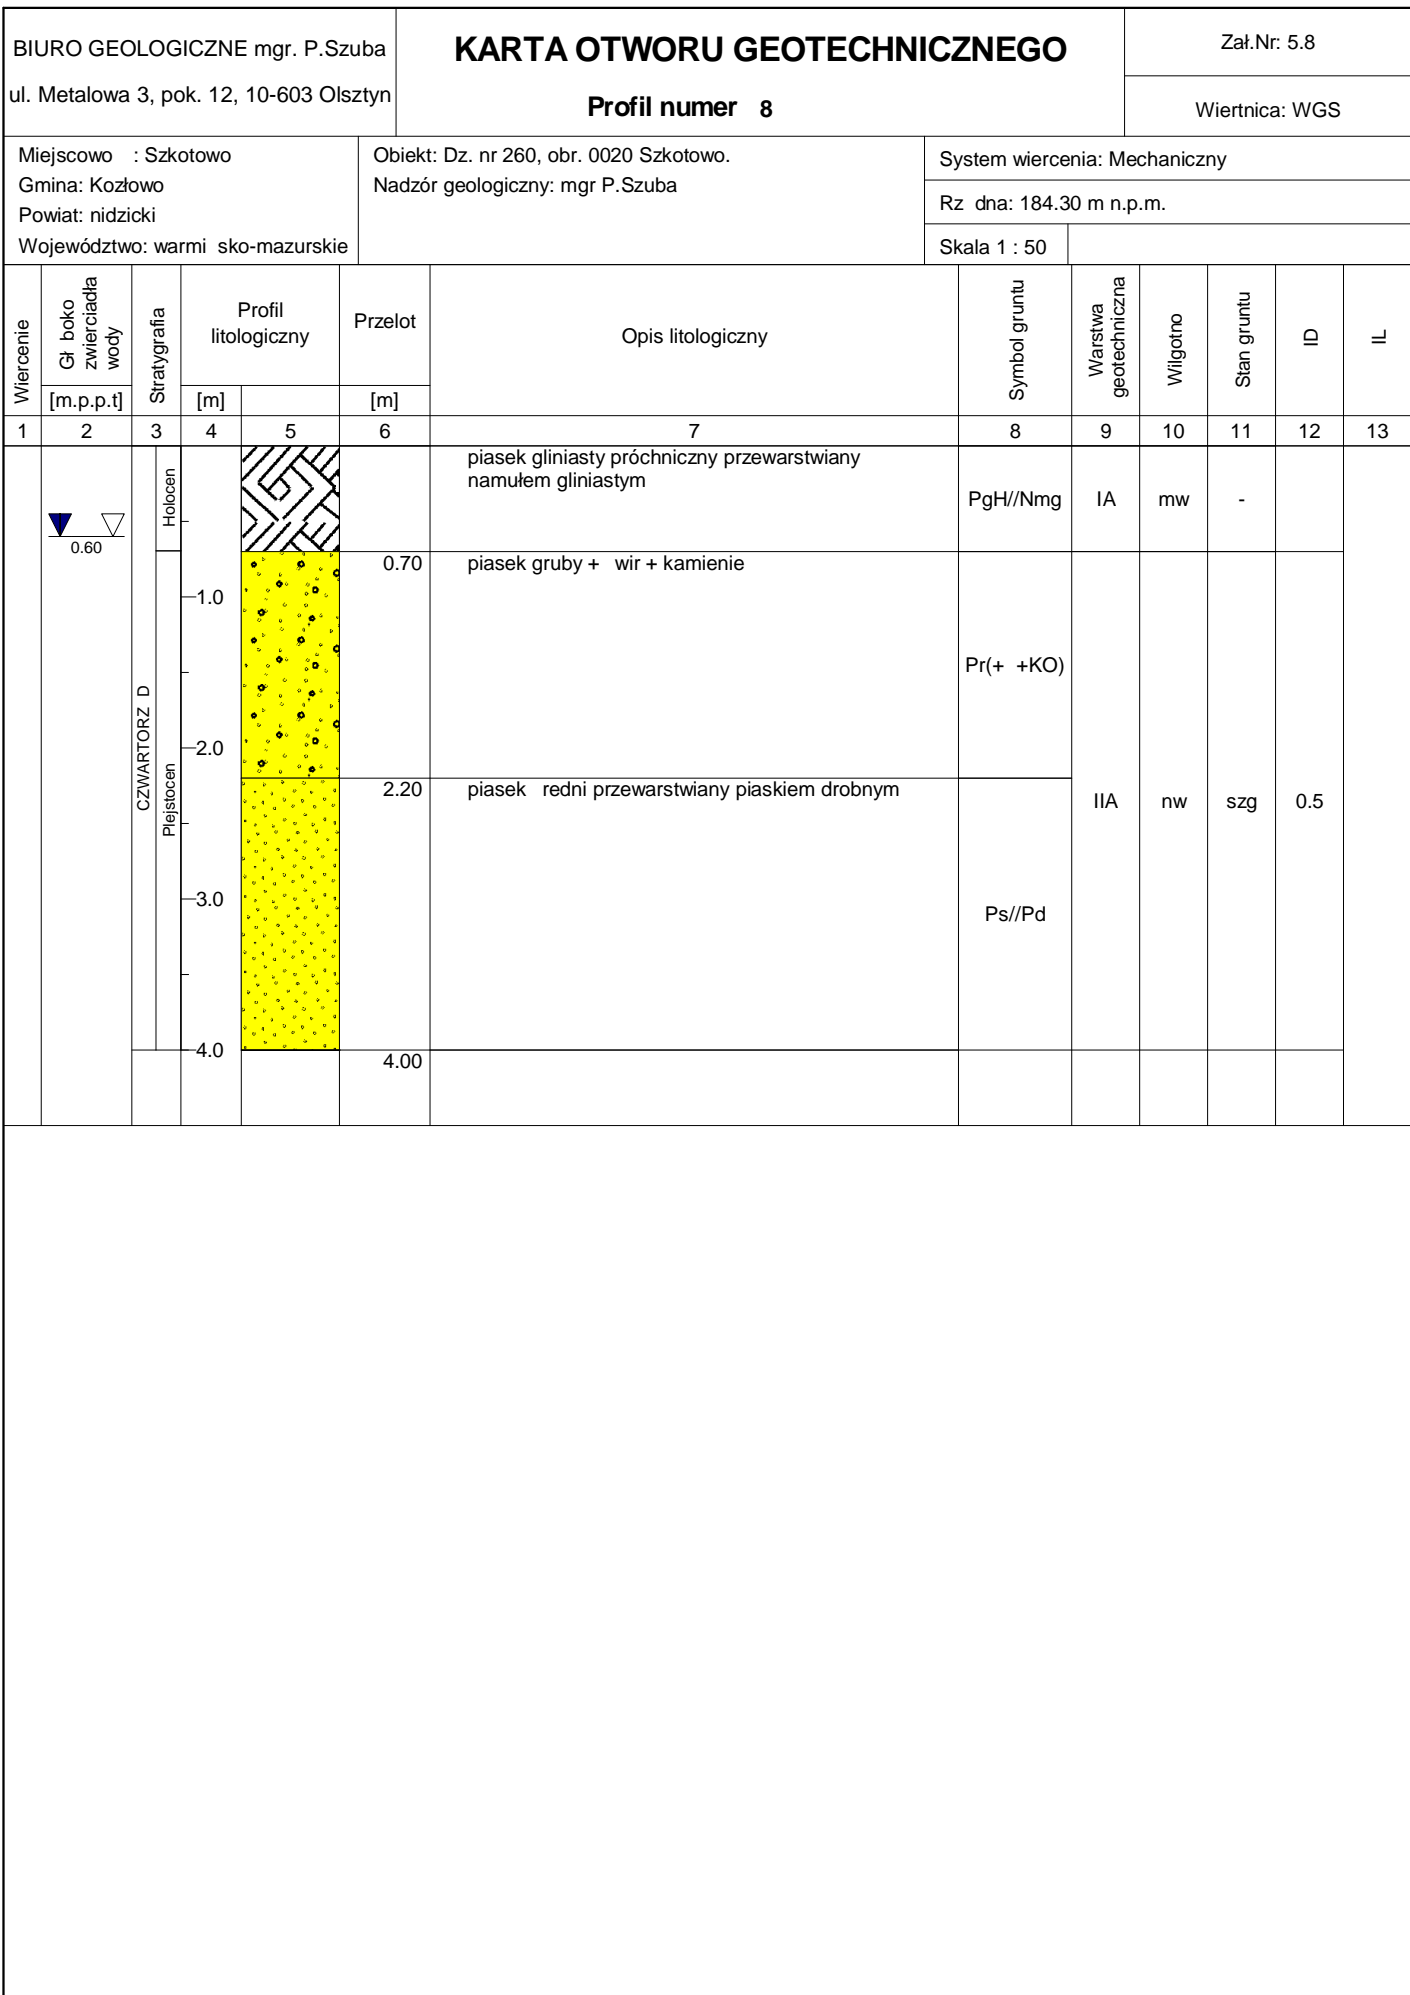 BIURO GEOLOGICZNE mgr. P.Szuba
ul. Metalowa 3, pok. 12, 10-603 Olsztyn
KARTA OTWORU GEOTECHNICZNEGO
Profil numer 8
Zał.Nr: 5.8
Wiertnica: WGS
Miejscowo : Szkotowo
Gmina: Kozłowo
Powiat: nidzicki
Województwo: warmi sko-mazurskie
Obiekt: Dz. nr 260, obr. 0020 Szkotowo.
Nadzór geologiczny: mgr P.Szuba
System wiercenia: Mechaniczny
Rz dna: 184.30 m n.p.m.
Skala 1 : 50
Wiercenie
Gł boko
zwierciadła
wody
[m.p.p.t]
Stratygrafia
Profil
litologiczny
[m]
Przelot
[m]
Opis litologiczny
Symbol gruntu
Warstwa
geotechniczna
Wilgotno
Stan gruntu
ID
IL
1 2 3 4 5 6 7 8 9 10 11 12 13
piasek gliniasty próchniczny przewarstwiany
namułem gliniastym
PgH//Nmg IA mw -
Holocen
0.60
0.70 piasek gruby + wir + kamienie
1.0
Pr(+ +KO)
CZWARTORZ D
Plejstocen
2.0
2.20 piasek redni przewarstwiany piaskiem drobnym
IIA nw szg 0.5
3.0
Ps//Pd
4.0
4.00